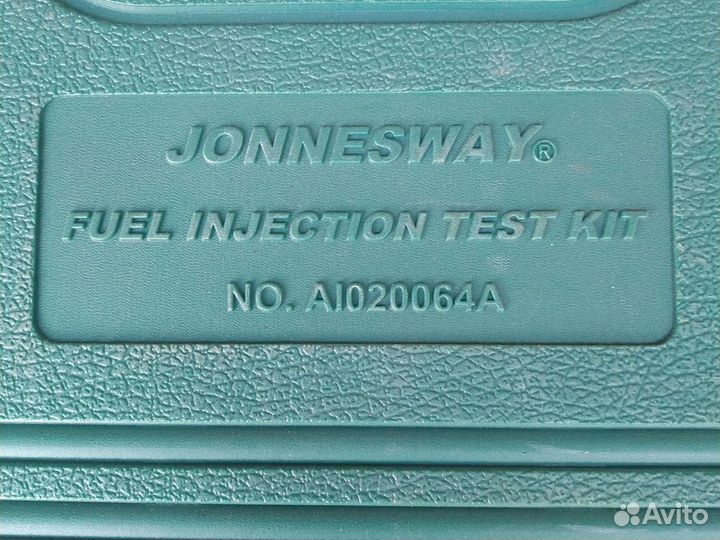 JONNESWAY®
FUEL INJECTION TEST KIT
NO. AI020064A
Avito